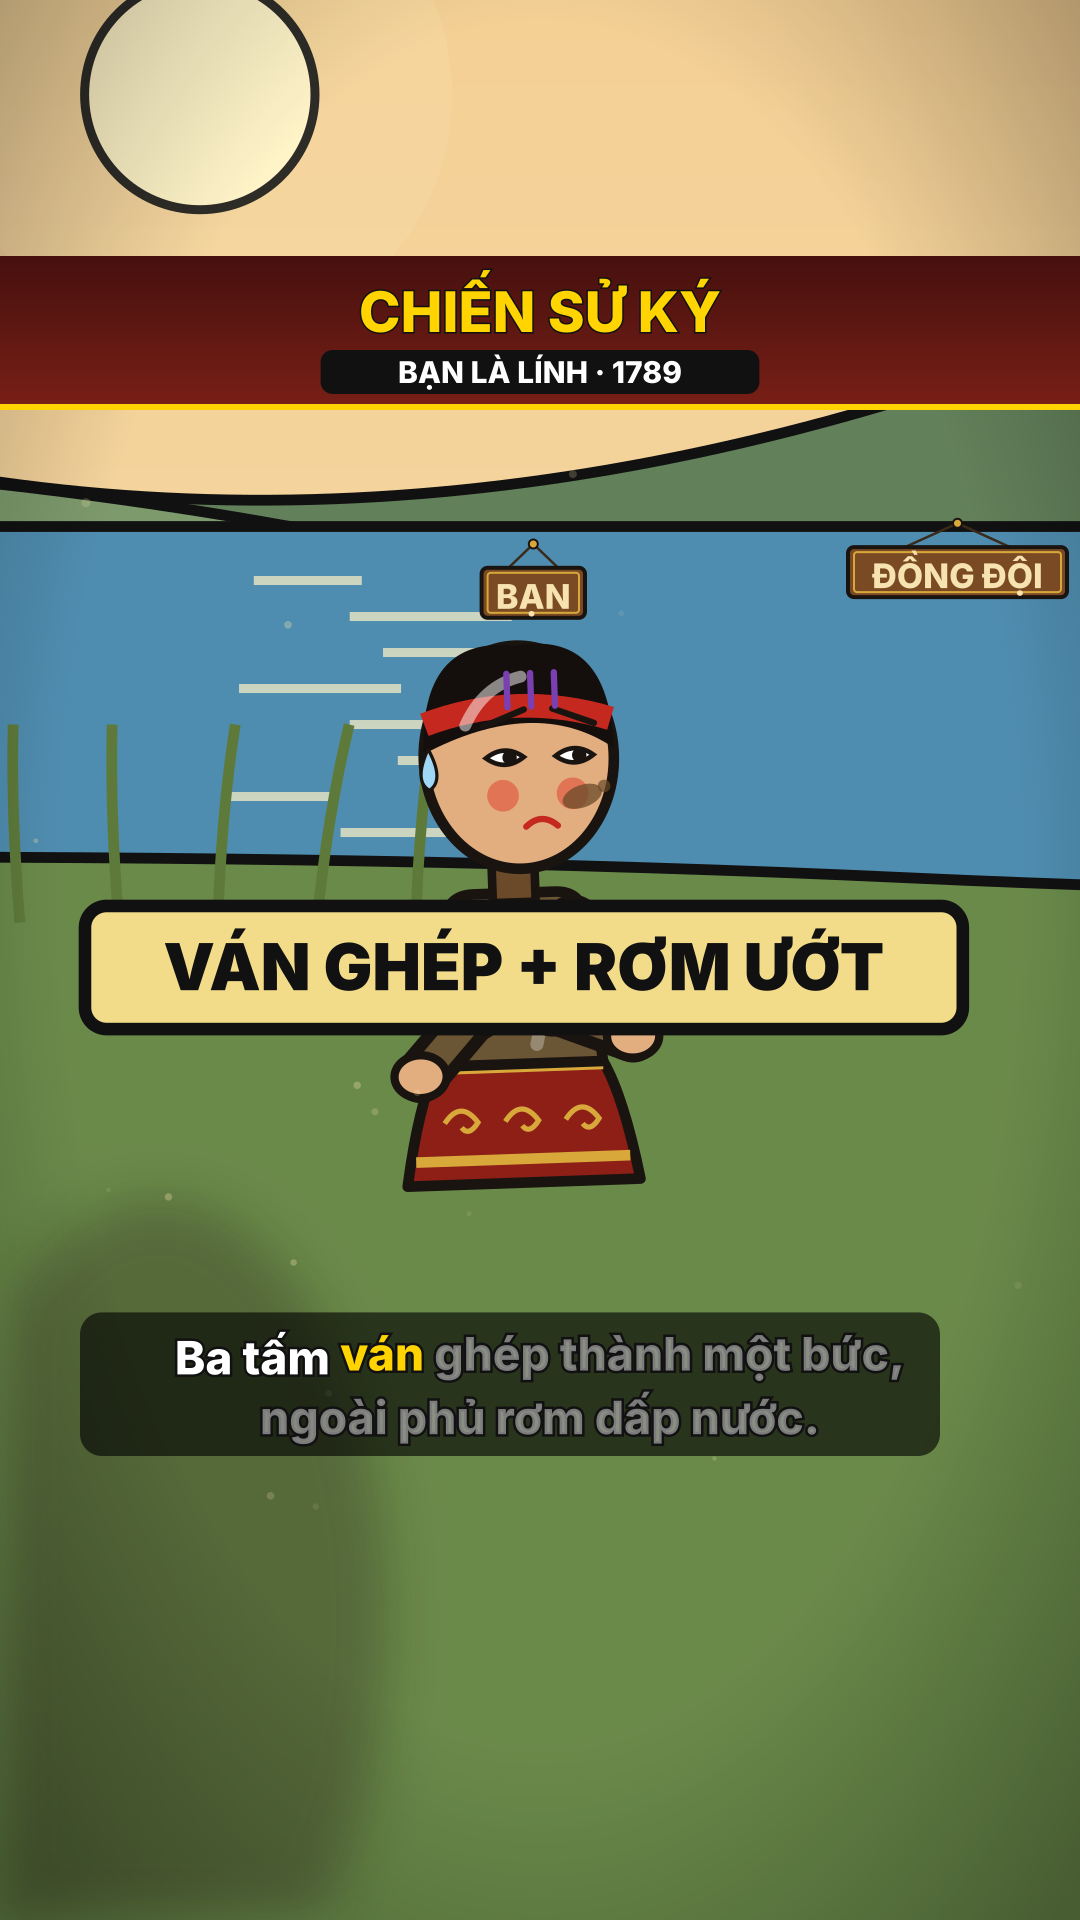 CHIẾN SỬ KÝ
BẠN LÀ LÍNH · 1789
BẠN
ĐỒNG ĐỘI
VÁN GHÉP + RƠM ƯỚT
Ba tấm ván ghép thành một bức,
ngoài phủ rơm dấp nước.